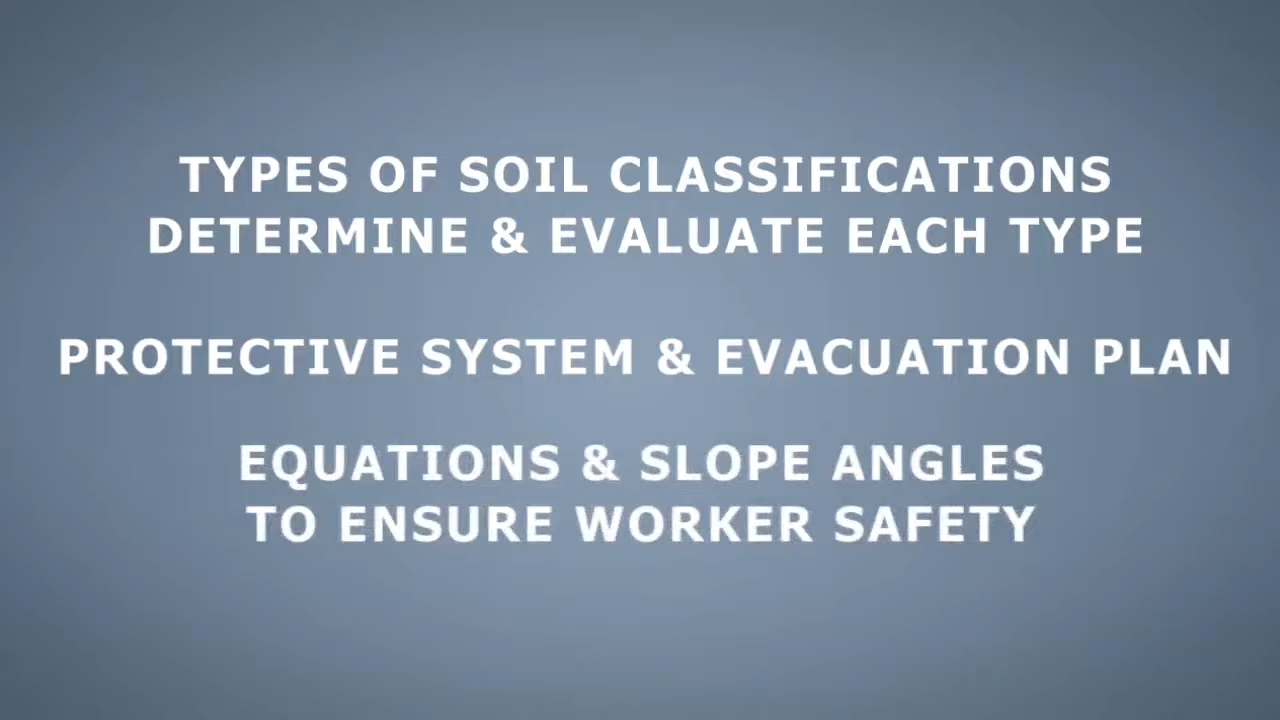 TYPES OF SOIL CLASSIFICATIONS
DETERMINE & EVALUATE EACH TYPE
PROTECTIVE SYSTEM & EVACUATION PLAN
EQUATIONS & SLOPE ANGLES
TO ENSURE WORKER SAFETY